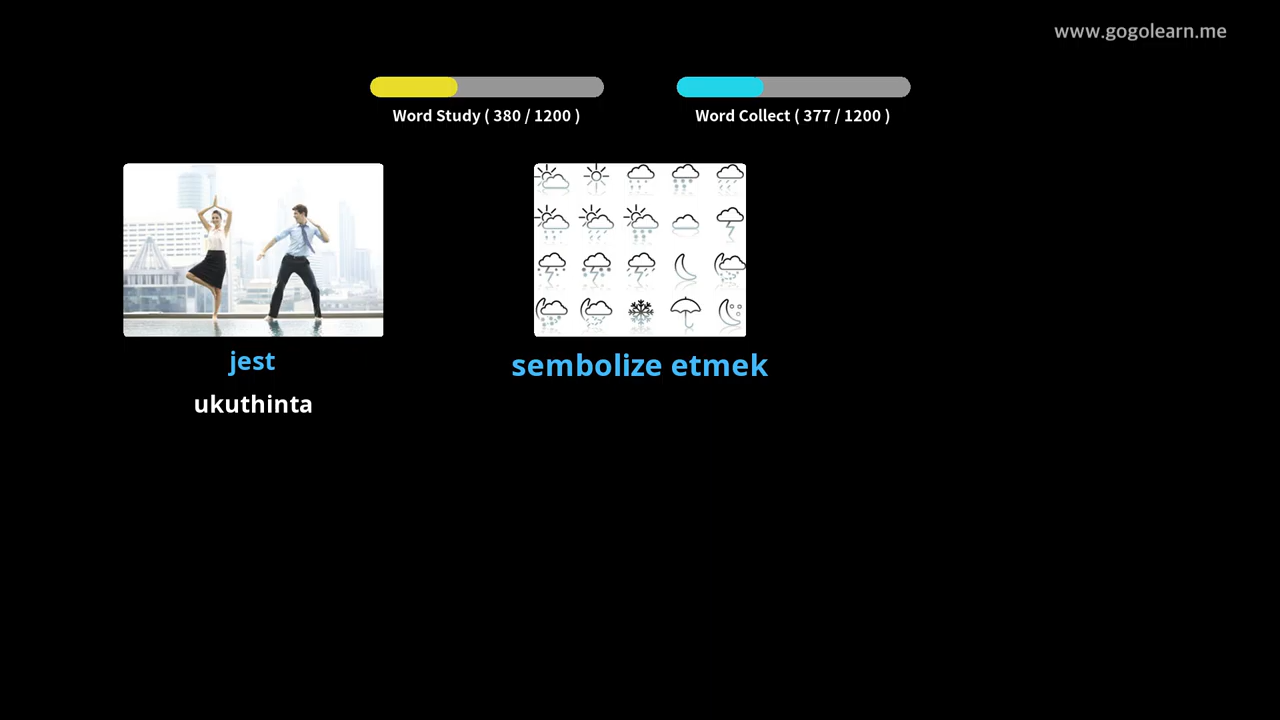 www.gogolearn.me
Word Study ( 380 / 1200 )
Word Collect ( 377 / 1200 )
jest
ukuthinta
sembolize etmek